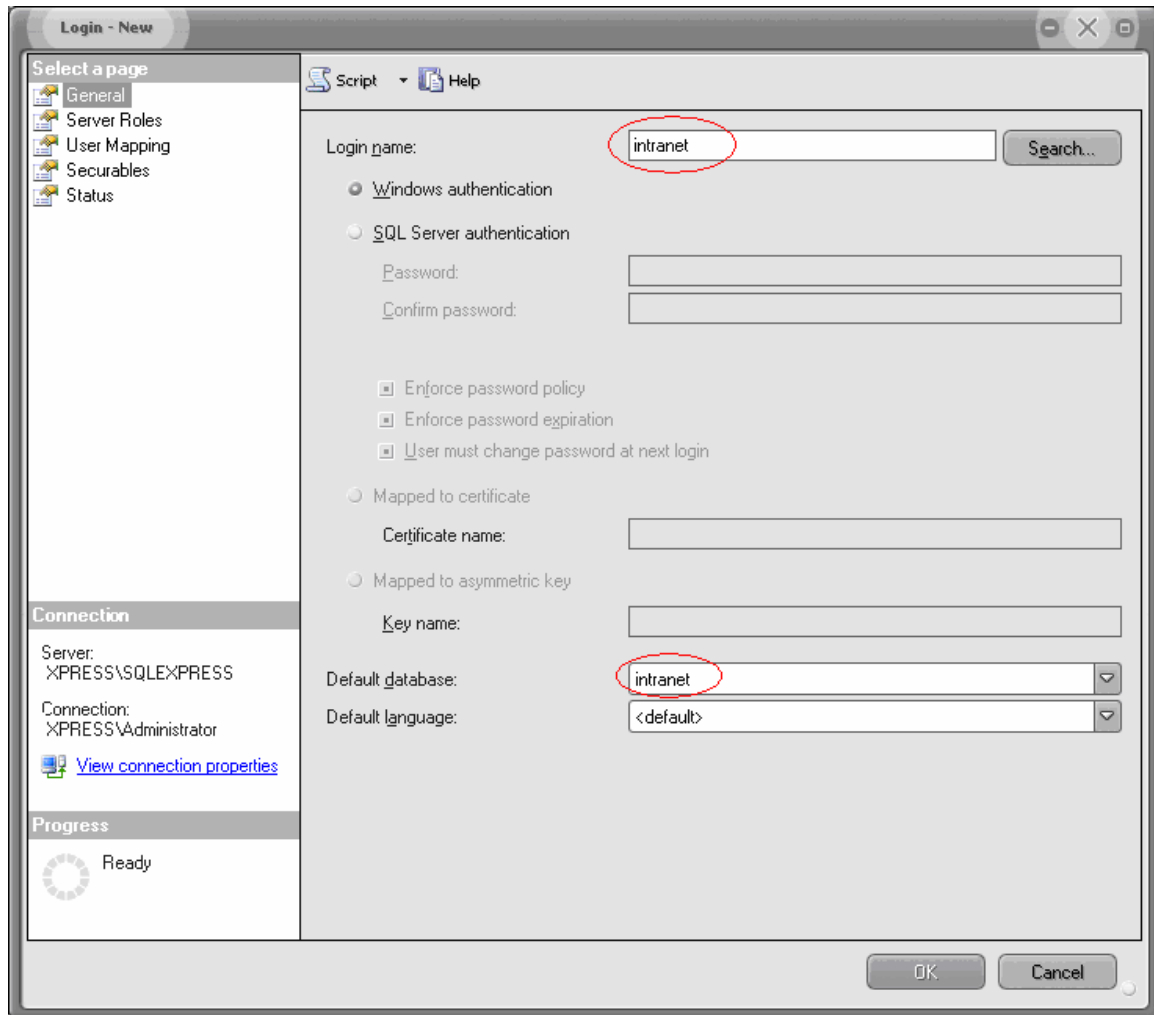 Login - New
Select a page
General
Server Roles
User Mapping
Securables
Status
Script Help
Login name: intranet Search...
Windows authentication
SQL Server authentication
Password:
Confirm password:
Enforce password policy
Enforce password expiration
User must change password at next login
Mapped to certificate
Certificate name:
Mapped to asymmetric key
Key name:
Default database: intranet
Default language: <default>
Connection
Server:
XPRESS\SQLEXPRESS
Connection:
XPRESS\Administrator
View connection properties
Progress
Ready
OK Cancel